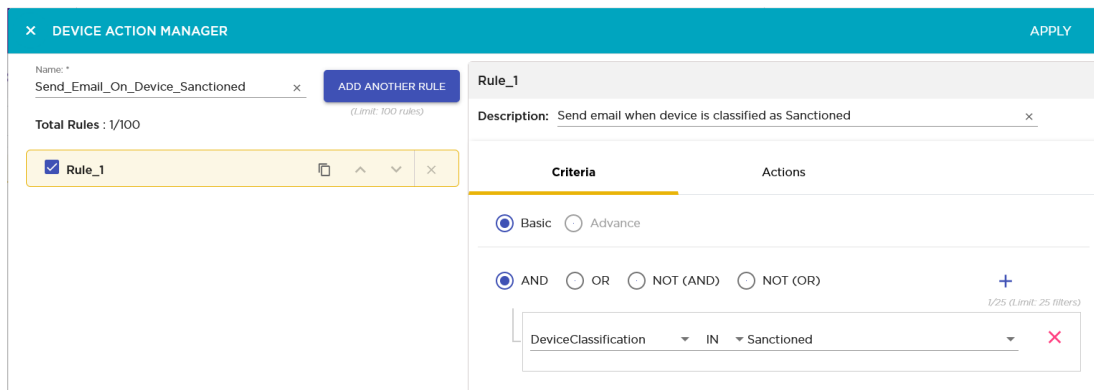 × DEVICE ACTION MANAGER APPLY
Name: *
Send_Email_On_Device_Sanctioned ×
ADD ANOTHER RULE
(Limit: 100 rules)
Total Rules : 1/100
Rule_1
Rule_1
Description: Send email when device is classified as Sanctioned ×
Criteria Actions
Basic Advance
AND OR NOT (AND) NOT (OR) +
1/25 (Limit: 25 filters)
DeviceClassification IN Sanctioned ×